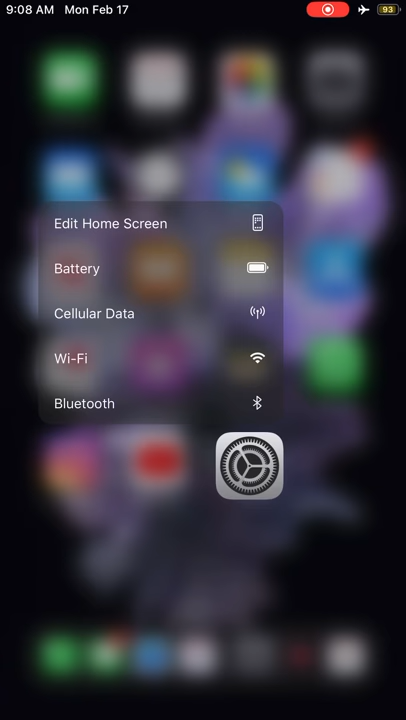 9:08 AM Mon Feb 17
93
Edit Home Screen
Battery
Cellular Data
Wi-Fi
Bluetooth